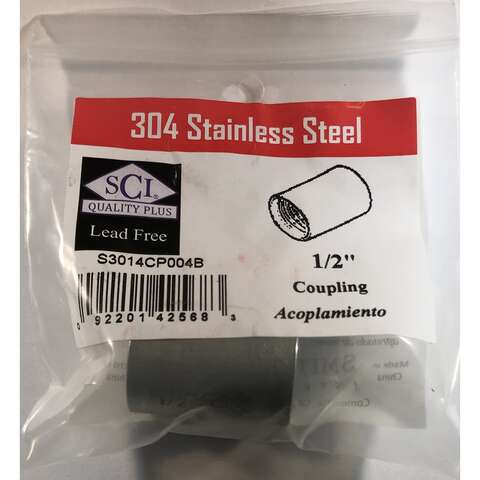 304 Stainless Steel
SCI
®
QUALITY PLUS
Lead Free
S3014CP004B
0 92201 42568 3
1/2"
Coupling
Acoplamiento
Made in
China